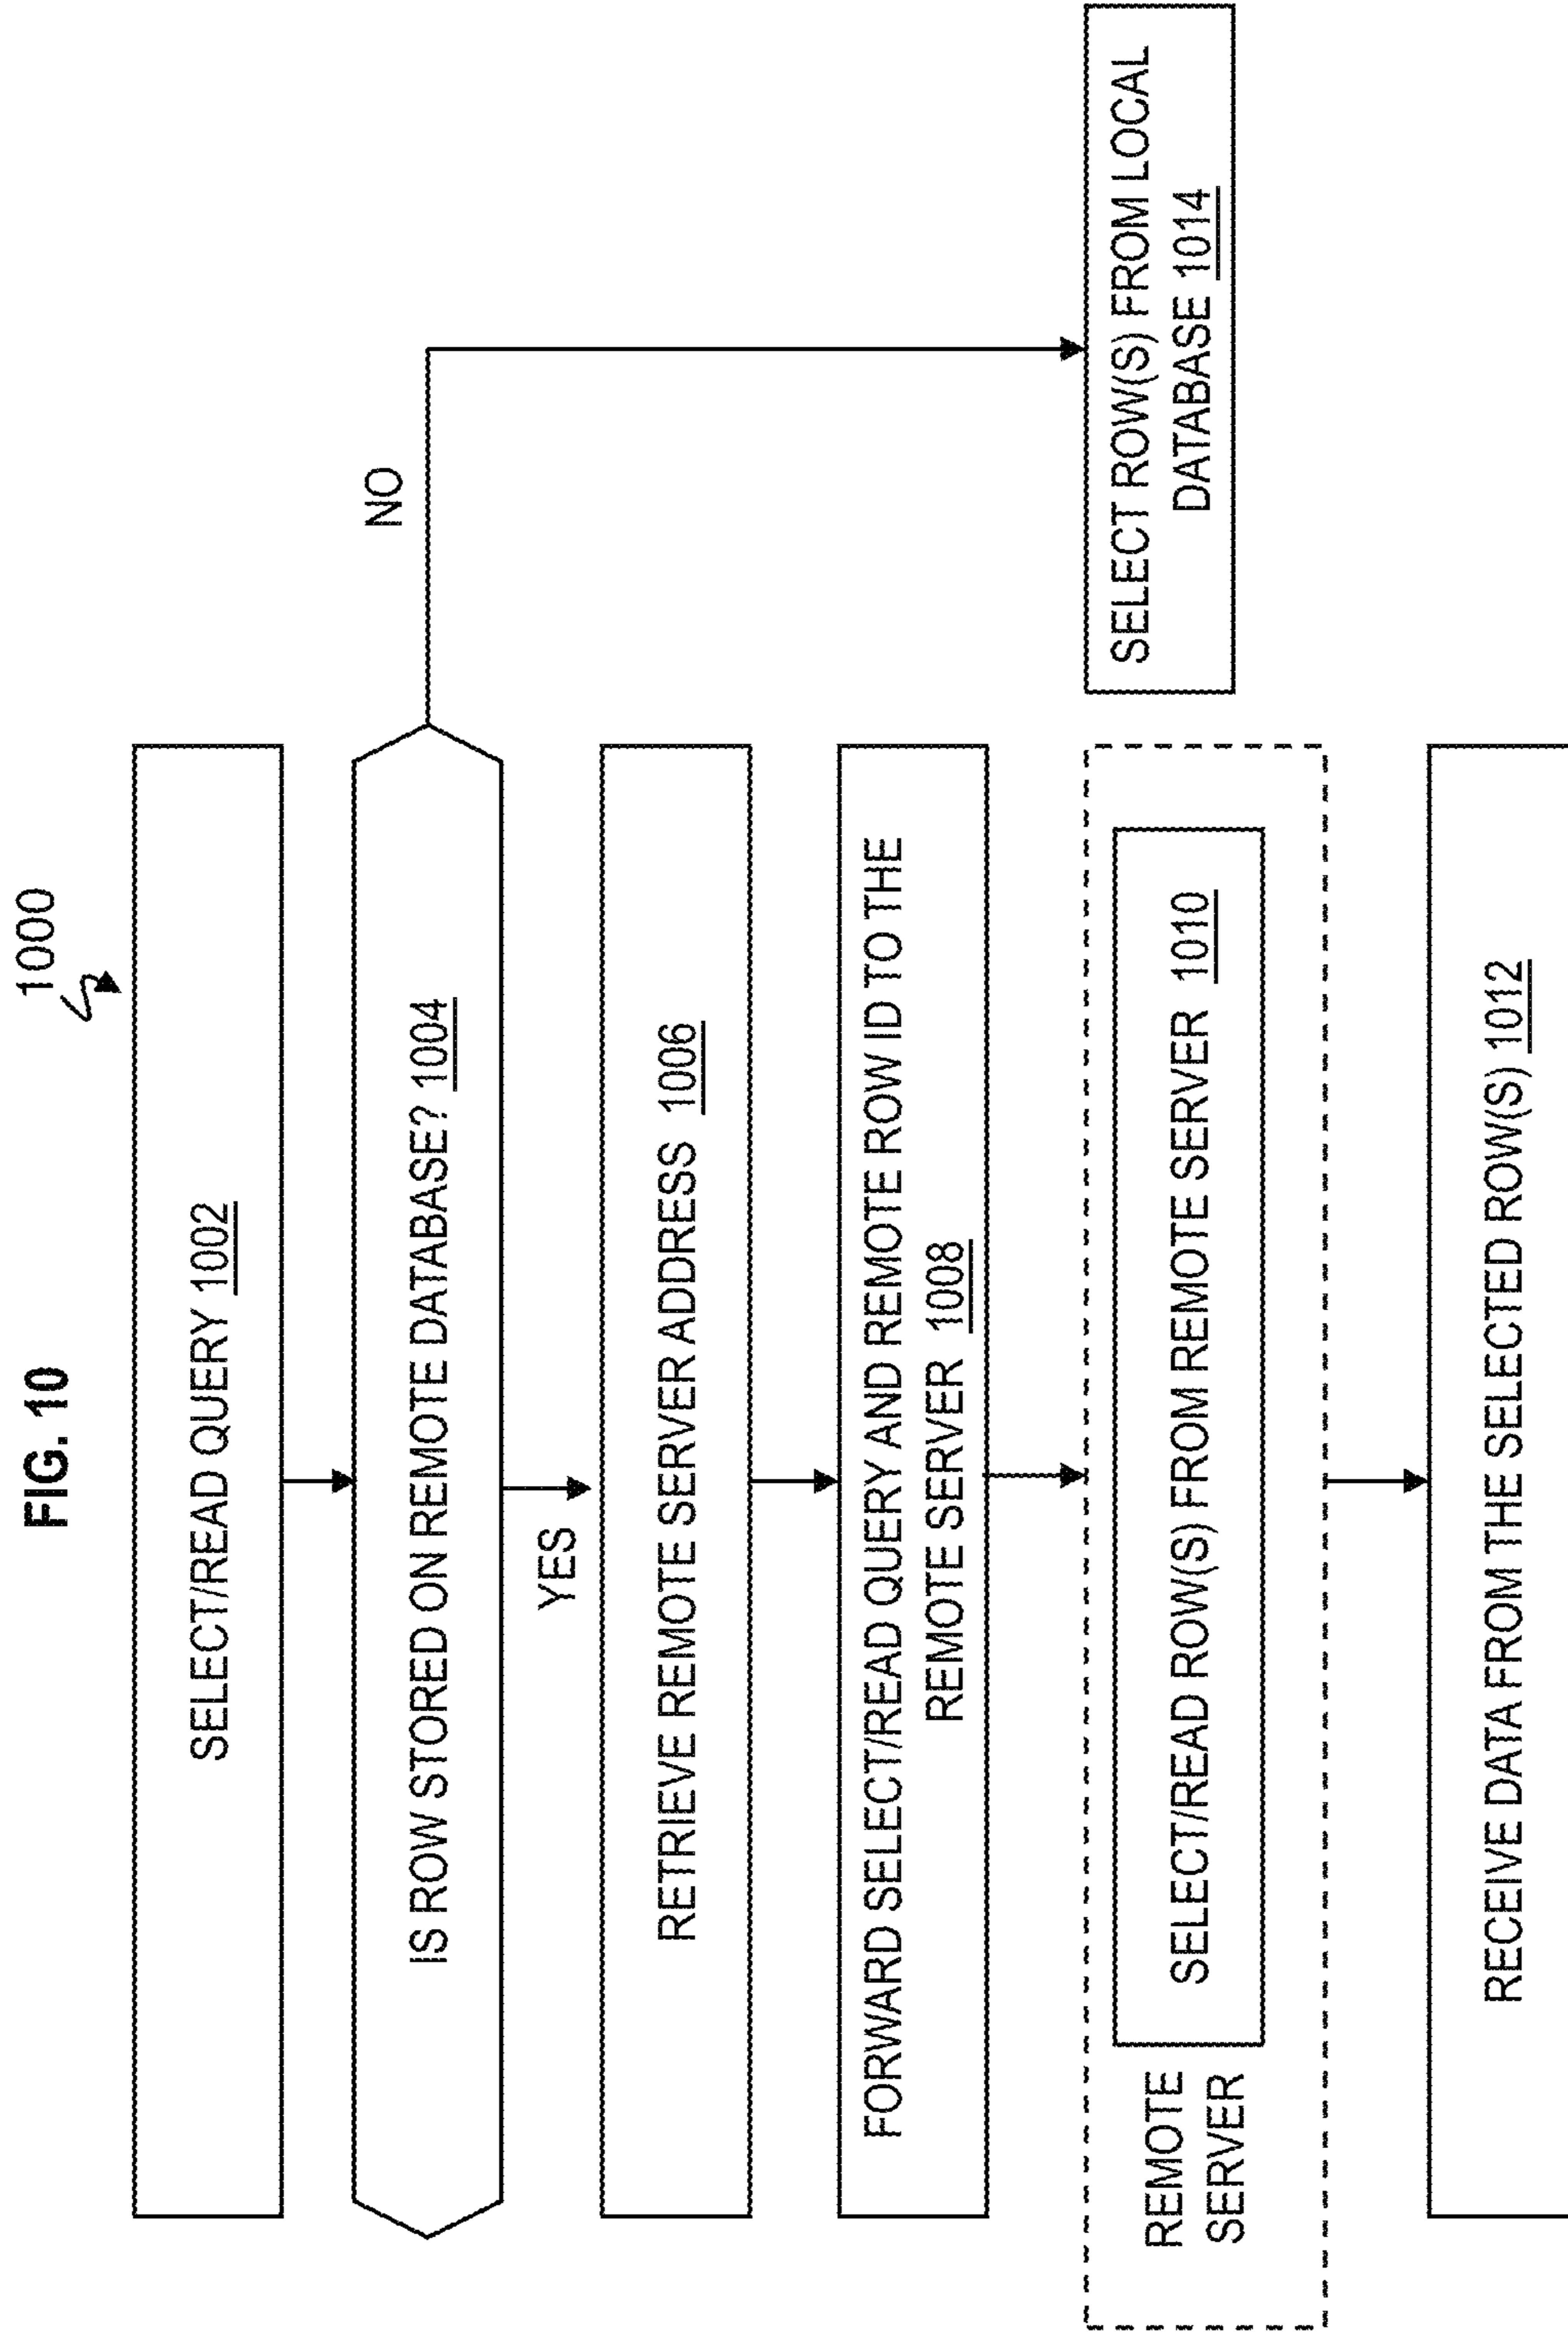 FIG. 10
1000
SELECT/READ QUERY 1002
IS ROW STORED ON REMOTE DATABASE? 1004
NO
YES
RETRIEVE REMOTE SERVER ADDRESS 1006
FORWARD SELECT/READ QUERY AND REMOTE ROW ID TO THE
REMOTE SERVER 1008
REMOTE
SERVER
SELECT/READ ROW(S) FROM REMOTE SERVER 1010
SELECT ROW(S) FROM LOCAL
DATABASE 1014
RECEIVE DATA FROM THE SELECTED ROW(S) 1012